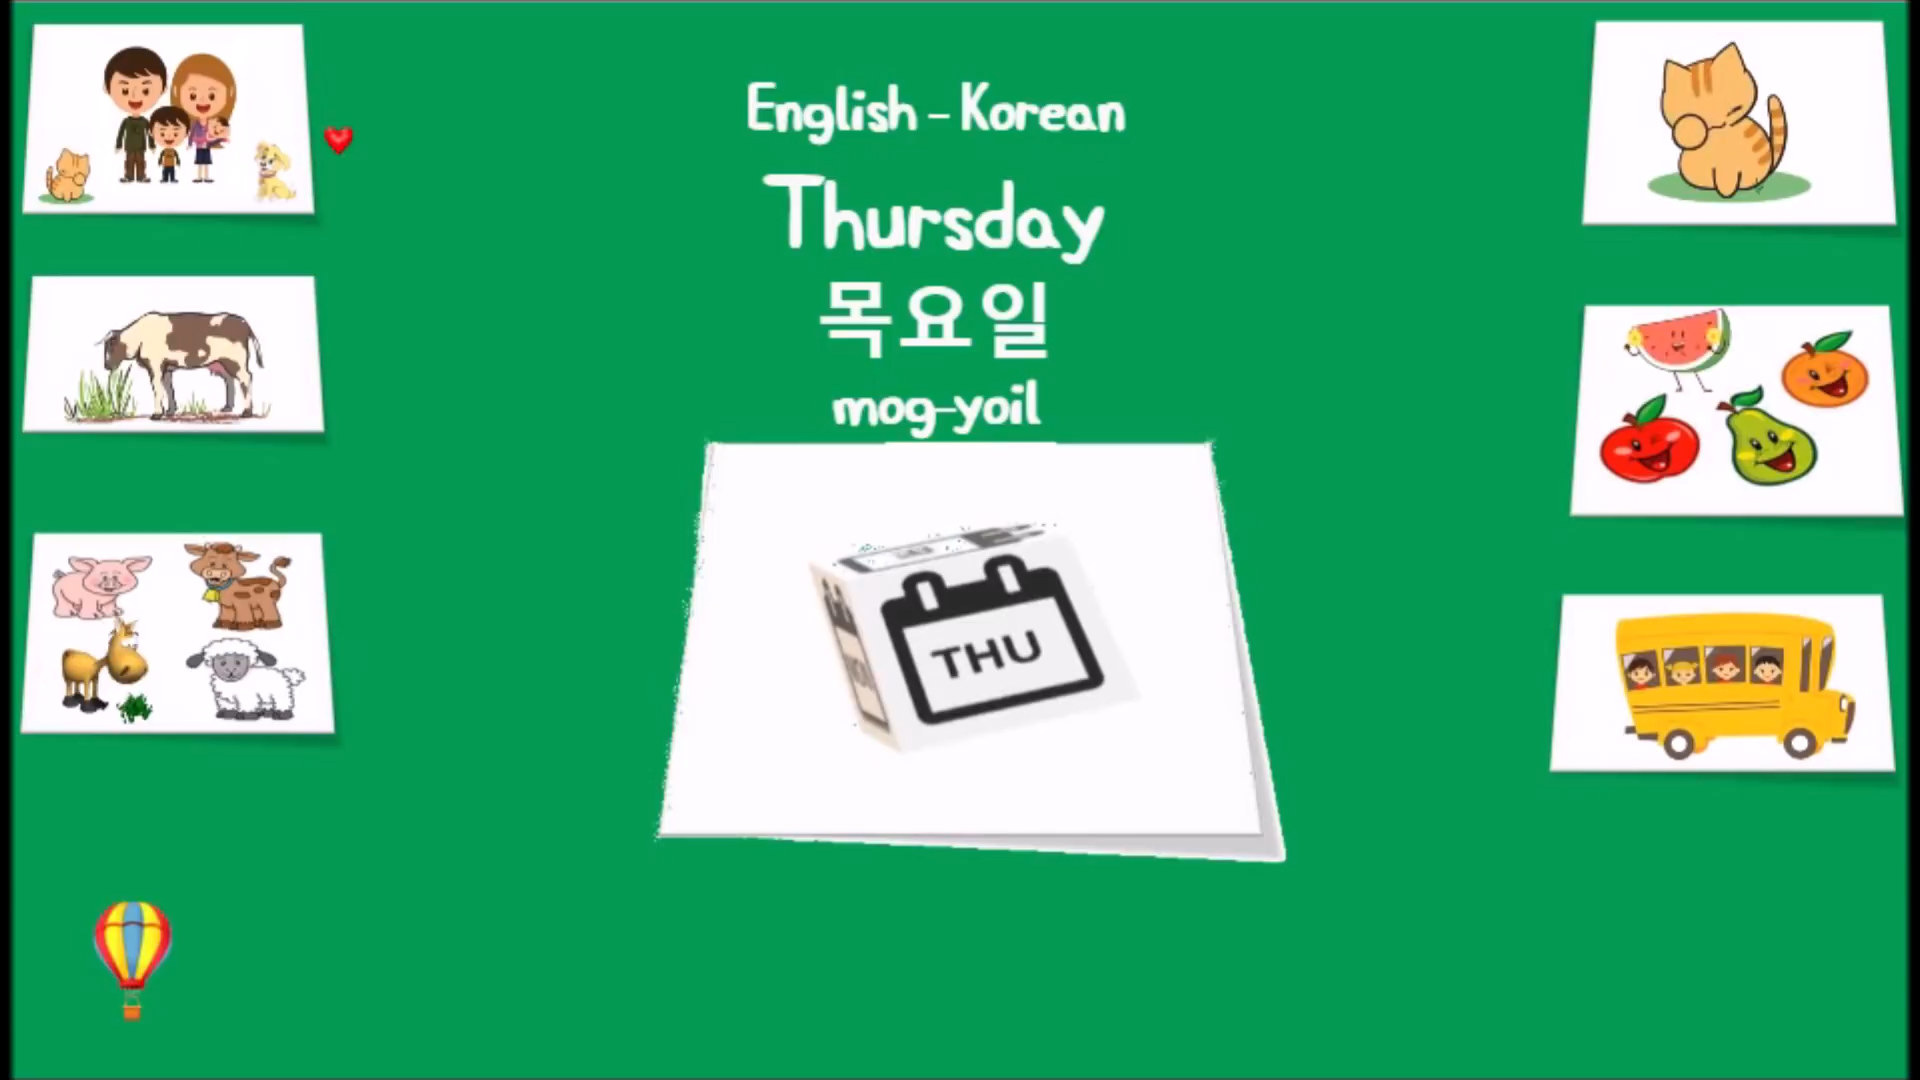 English - Korean
Thursday
목요일
mog-yoil
THU